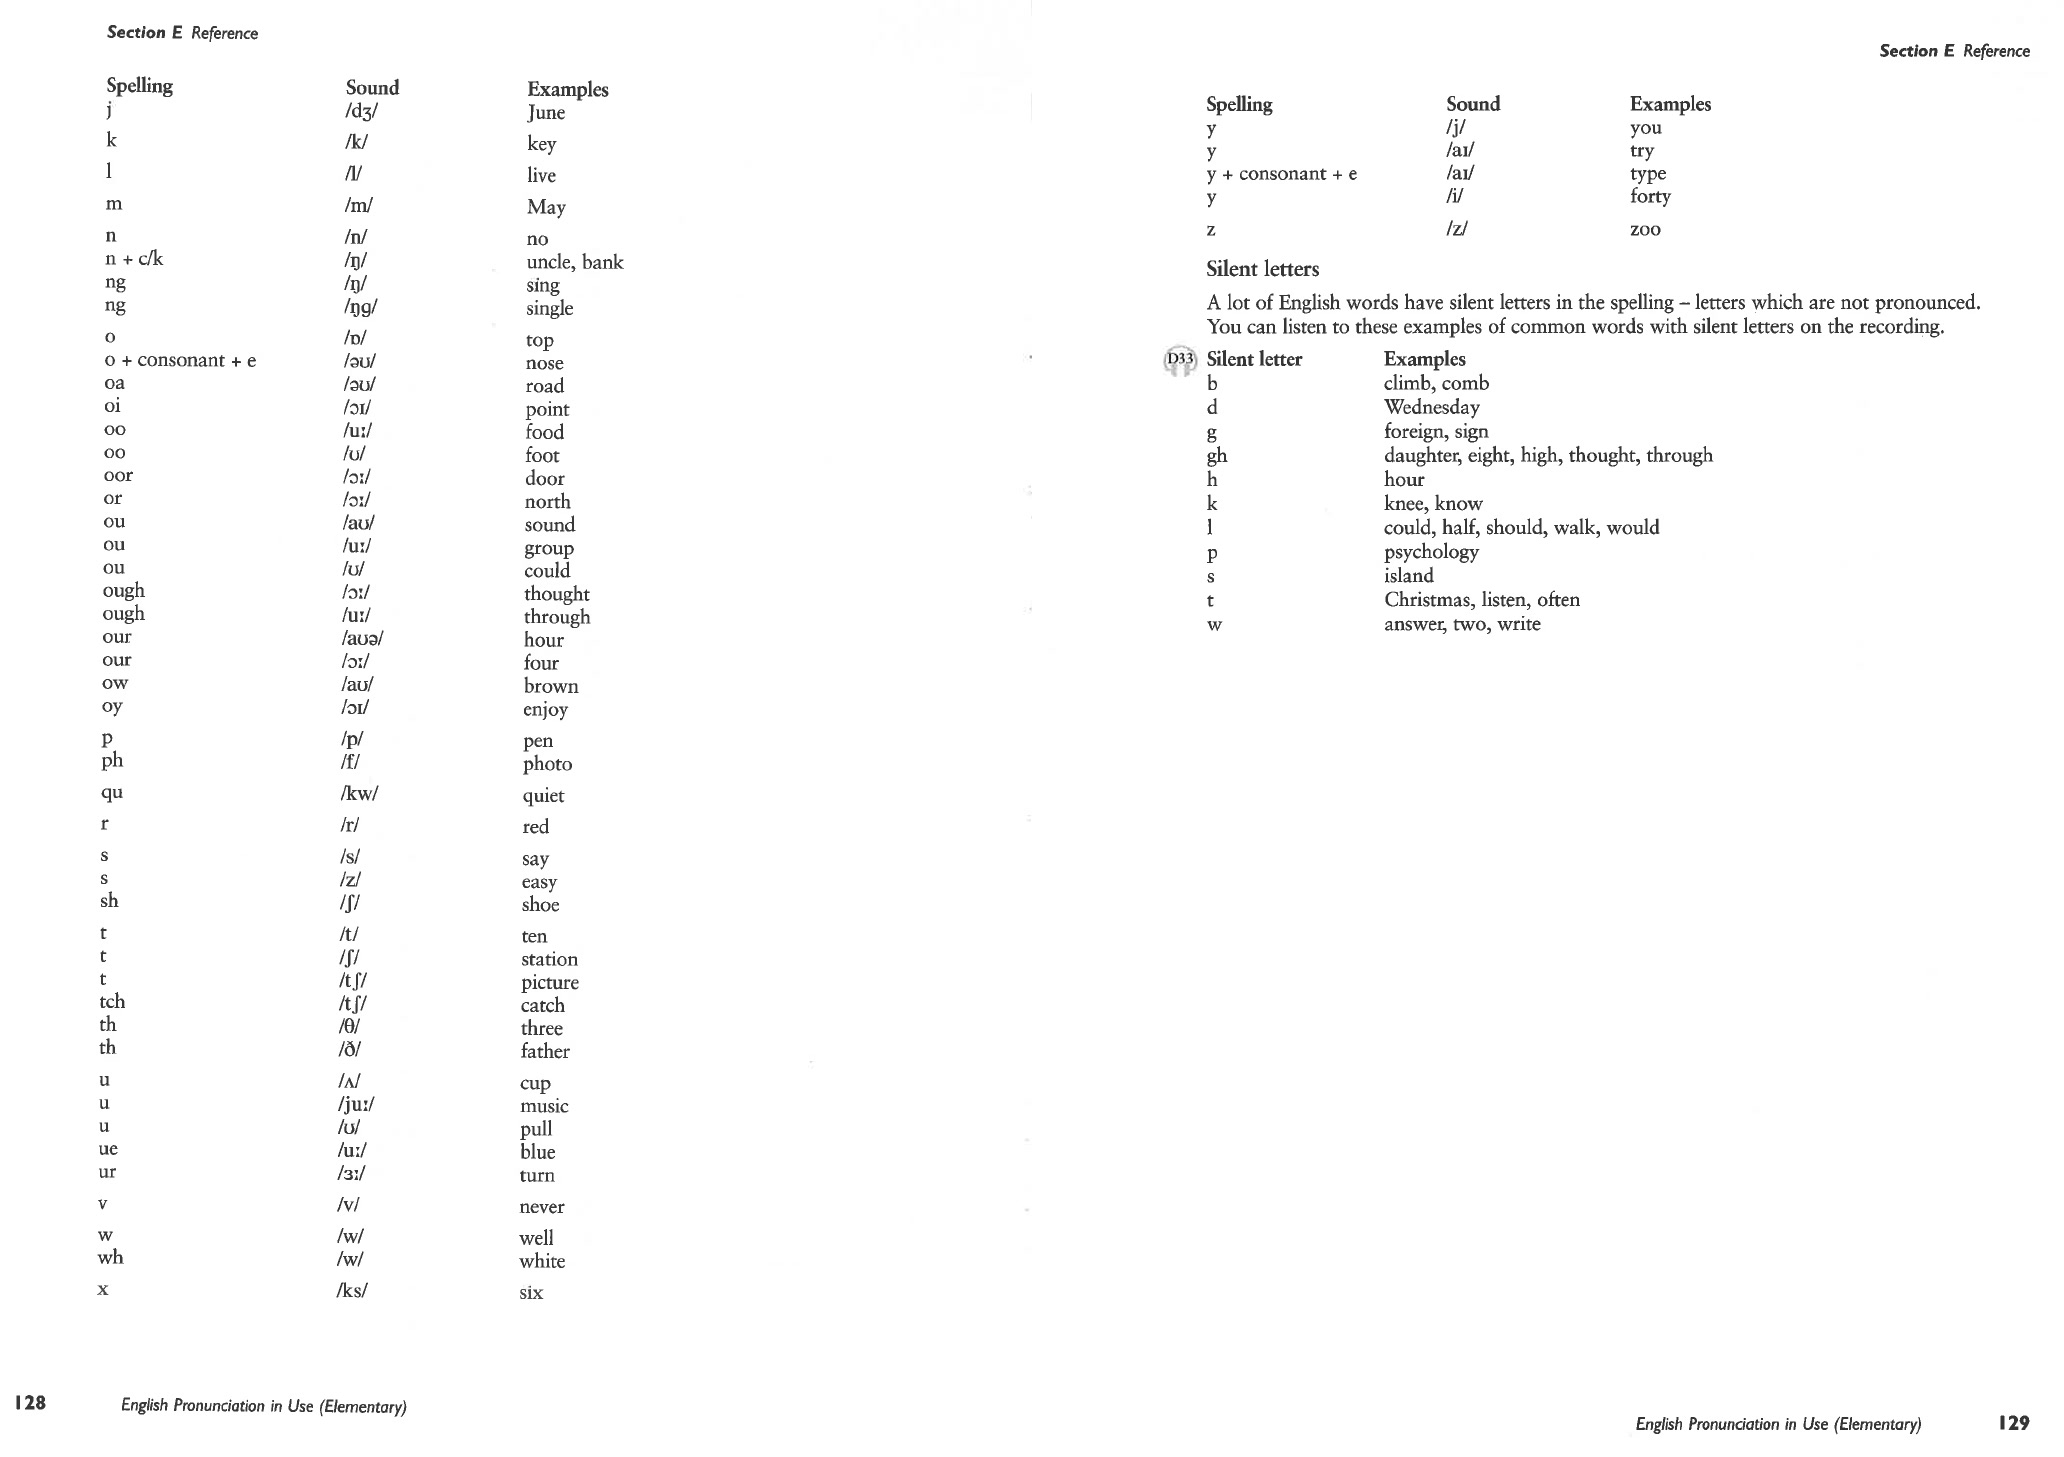 Section E Reference
Spelling Sound Examples
j /dʒ/ June
k /k/ key
l /l/ live
m /m/ May
n /n/ no
n + c/k /ŋ/ uncle, bank
ng /ŋ/ sing
ng /ŋg/ single
o /ɒ/ top
o + consonant + e /əʊ/ nose
oa /əʊ/ road
oi /ɔɪ/ point
oo /uː/ food
oo /ʊ/ foot
oor /ɔː/ door
or /ɔː/ north
ou /aʊ/ sound
ou /uː/ group
ou /ʊ/ could
ough /ɔː/ thought
ough /uː/ through
our /aʊə/ hour
our /ɔː/ four
ow /aʊ/ brown
oy /ɔɪ/ enjoy
p /p/ pen
ph /f/ photo
qu /kw/ quiet
r /r/ red
s /s/ say
s /z/ easy
sh /ʃ/ shoe
t /t/ ten
t /ʃ/ station
t /tʃ/ picture
tch /tʃ/ catch
th /θ/ three
th /ð/ father
u /ʌ/ cup
u /juː/ music
u /ʊ/ pull
ue /uː/ blue
ur /ɜː/ turn
v /v/ never
w /w/ well
wh /w/ white
x /ks/ six
128 English Pronunciation in Use (Elementary)
Section E Reference
Spelling Sound Examples
y /j/ you
y /aɪ/ try
y + consonant + e /aɪ/ type
y /i/ forty
z /z/ zoo
Silent letters
A lot of English words have silent letters in the spelling – letters which are not pronounced.
You can listen to these examples of common words with silent letters on the recording.
D33 Silent letter Examples
b climb, comb
d Wednesday
g foreign, sign
gh daughter, eight, high, thought, through
h hour
k knee, know
l could, half, should, walk, would
p psychology
s island
t Christmas, listen, often
w answer, two, write
English Pronunciation in Use (Elementary) 129